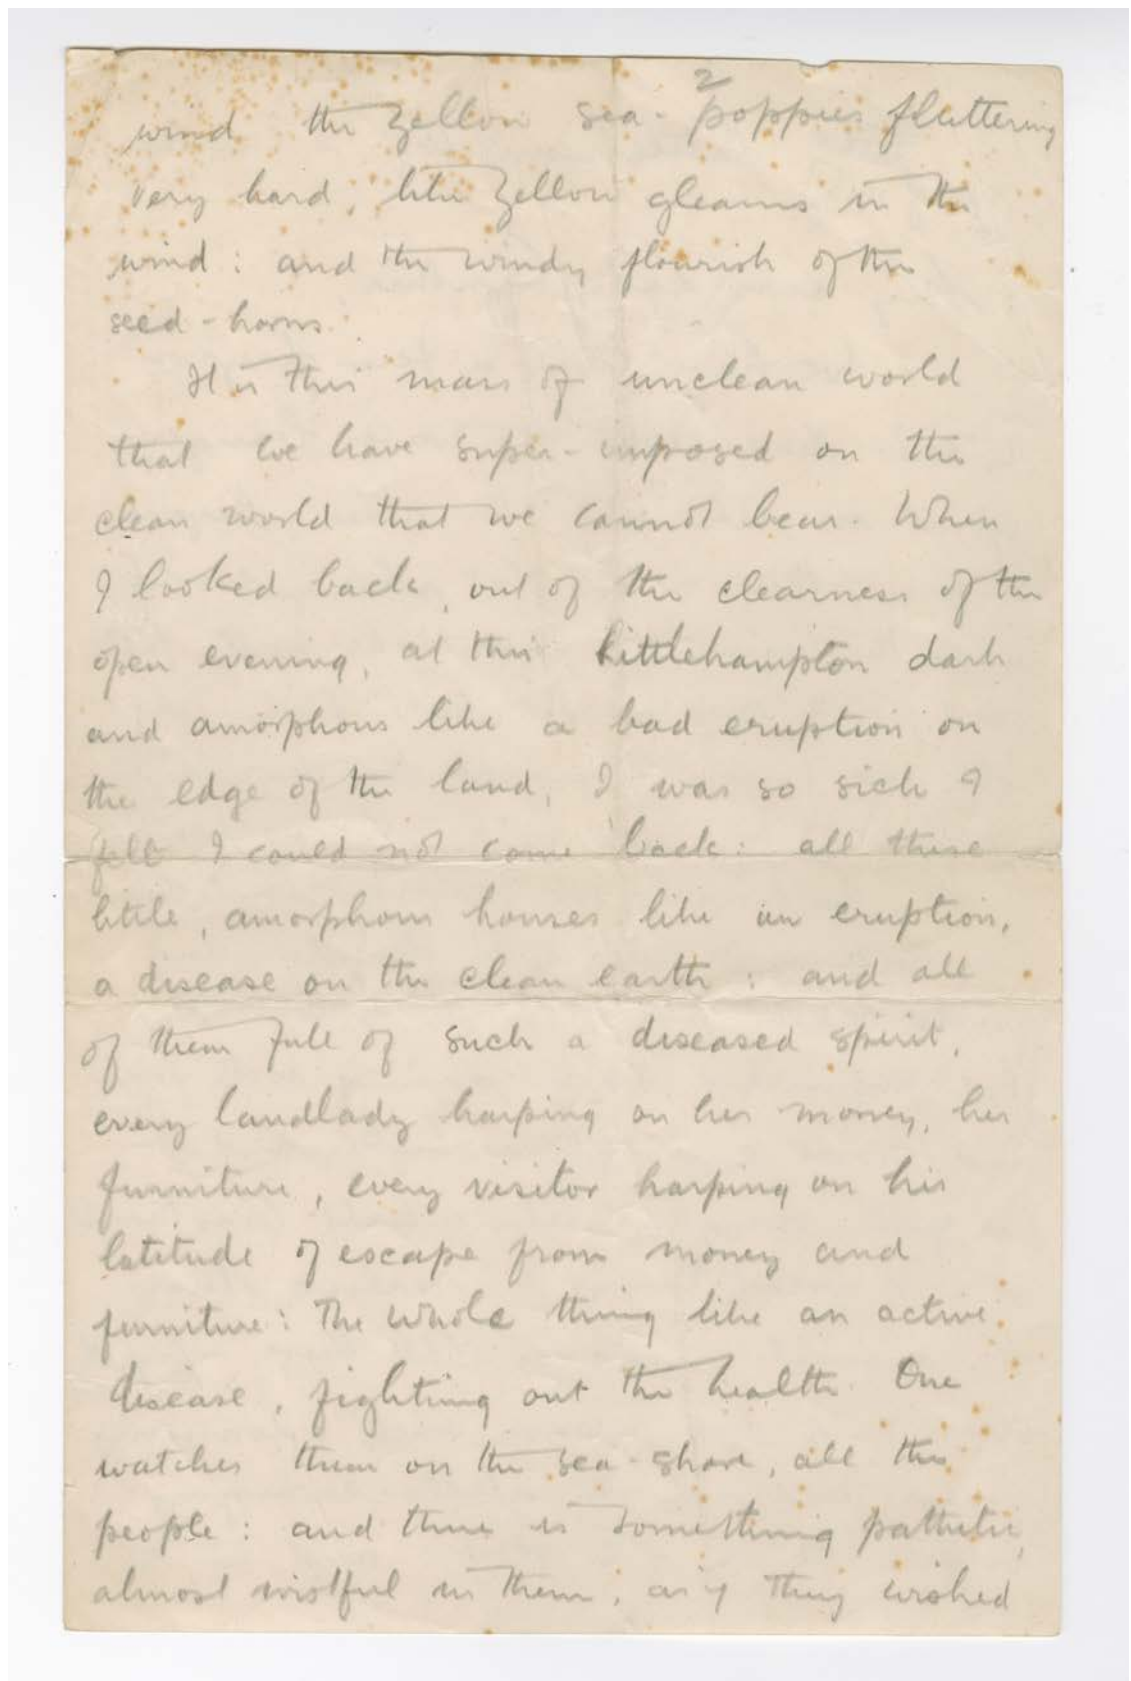 2
wind the yellow sea-poppies fluttering
very hard, like yellow gleams in the
wind: and the windy flourish of the
seed-horns.
It is this mass of unclean world
that we have super-imposed on the
clean world that we cannot bear. When
I looked back, out of the clearness of the
open evening, at this Littlehampton dark
and amorphous like a bad eruption on
the edge of the land, I was so sick I
felt I could not come back: all these
little, amorphous houses like an eruption,
a disease on the clean earth: and all
of them full of such a diseased spirit,
every landlady harping on her money, her
furniture, every visitor harping on his
latitude of escape from money and
furniture: The whole thing like an active
disease, fighting out the health. One
watches them on the sea-shore, all the
people: and there is something pathetic,
almost wistful in them, as if they wished